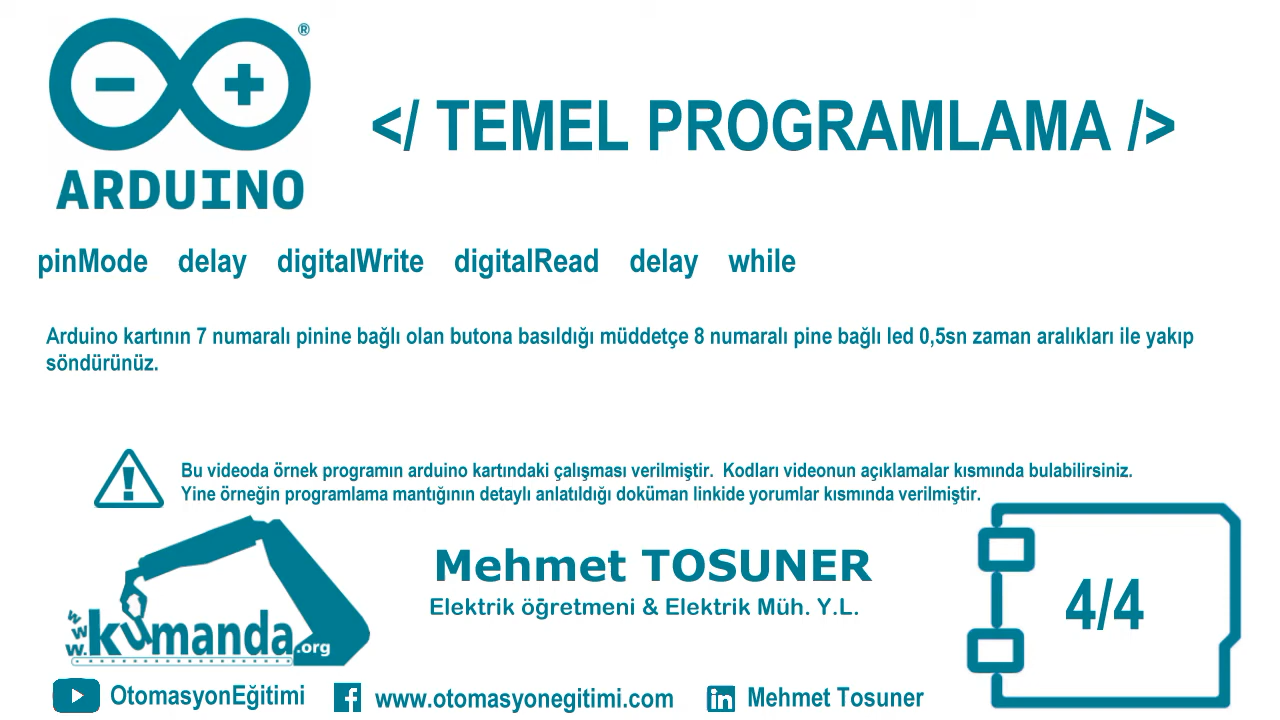 ®
</ TEMEL PROGRAMLAMA />
ARDUINO
pinMode delay digitalWrite digitalRead delay while
Arduino kartının 7 numaralı pinine bağlı olan butona basıldığı müddetçe 8 numaralı pine bağlı led 0,5sn zaman aralıkları ile yakıp
söndürünüz.
Bu videoda örnek programın arduino kartındaki çalışması verilmiştir. Kodları videonun açıklamalar kısmında bulabilirsiniz.
Yine örneğin programlama mantığının detaylı anlatıldığı doküman linkide yorumlar kısmında verilmiştir.
Mehmet TOSUNER
Elektrik öğretmeni & Elektrik Müh. Y.L.
4/4
www.kumanda.org
OtomasyonEğitimi www.otomasyonegitimi.com Mehmet Tosuner